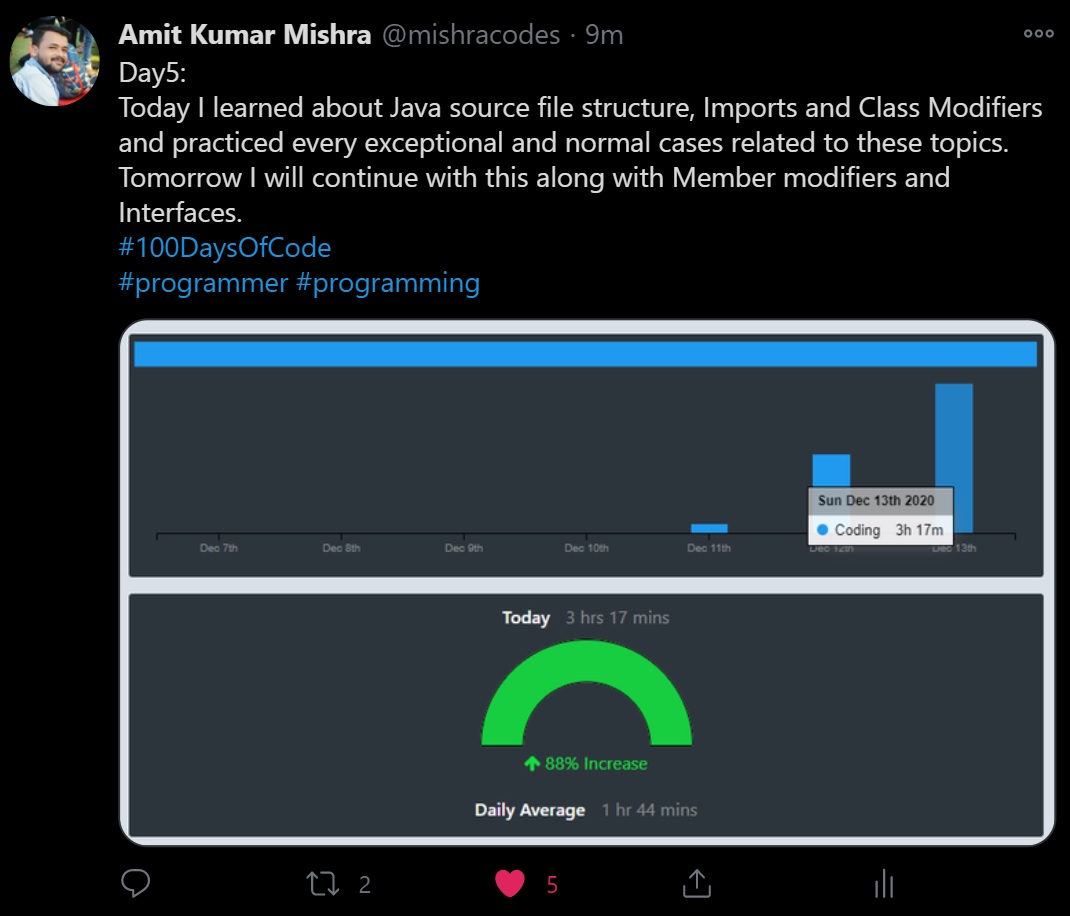 Amit Kumar Mishra @mishracodes · 9m
Day5:
Today I learned about Java source file structure, Imports and Class Modifiers
and practiced every exceptional and normal cases related to these topics.
Tomorrow I will continue with this along with Member modifiers and
Interfaces.
#100DaysOfCode
#programmer #programming
Sun Dec 13th 2020
Coding 3h 17m
Dec 7th Dec 8th Dec 9th Dec 10th Dec 11th Dec 12th Dec 13th
Today 3 hrs 17 mins
88% Increase
Daily Average 1 hr 44 mins
2 5